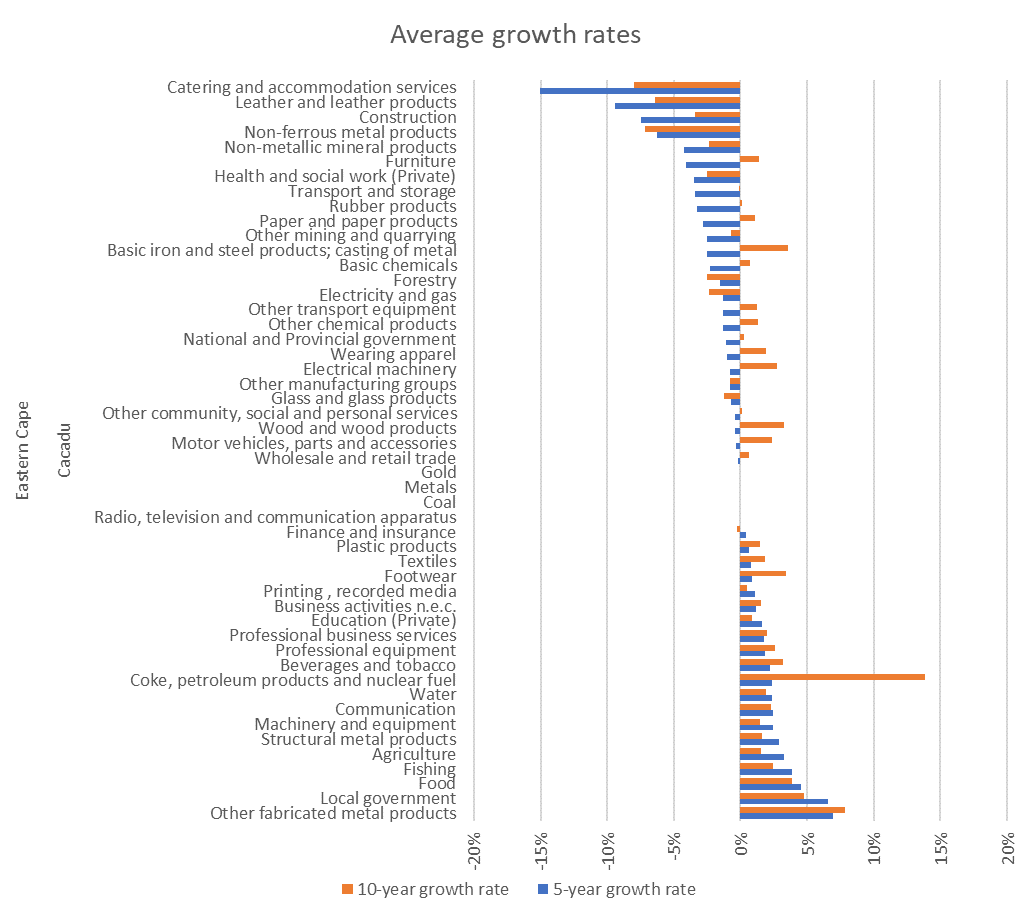 Average growth rates
Catering and accommodation services
Leather and leather products
Construction
Non-ferrous metal products
Non-metallic mineral products
Furniture
Health and social work (Private)
Transport and storage
Rubber products
Paper and paper products
Other mining and quarrying
Basic iron and steel products; casting of metal
Basic chemicals
Forestry
Electricity and gas
Other transport equipment
Other chemical products
National and Provincial government
Wearing apparel
Electrical machinery
Other manufacturing groups
Glass and glass products
Other community, social and personal services
Wood and wood products
Motor vehicles, parts and accessories
Wholesale and retail trade
Gold
Metals
Coal
Radio, television and communication apparatus
Finance and insurance
Plastic products
Textiles
Footwear
Printing , recorded media
Business activities n.e.c.
Education (Private)
Professional business services
Professional equipment
Beverages and tobacco
Coke, petroleum products and nuclear fuel
Water
Communication
Machinery and equipment
Structural metal products
Agriculture
Fishing
Food
Local government
Other fabricated metal products
Eastern Cape
Cacadu
-20%
-15%
-10%
-5%
0%
5%
10%
15%
20%
10-year growth rate
5-year growth rate